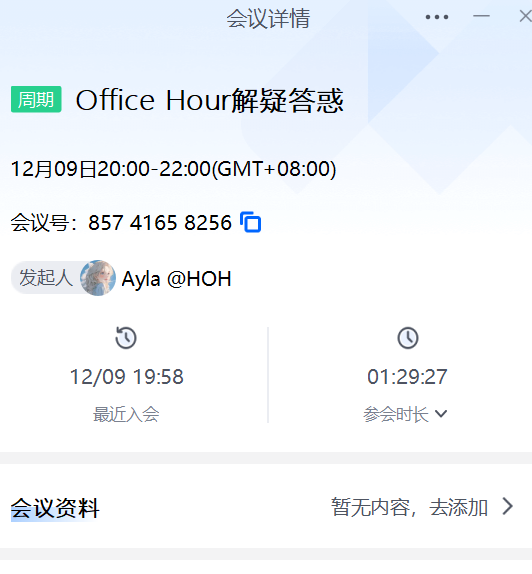 会议详情
周期 Office Hour解疑答惑
12月09日20:00-22:00(GMT+08:00)
会议号：857 4165 8256
发起人 Ayla @HOH
12/09 19:58
最近入会
01:29:27
参会时长
会议资料
暂无内容，去添加